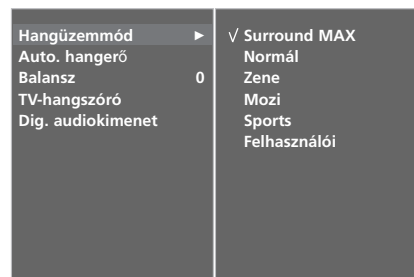 Hangüzemmód ►
Auto. hangerő
Balansz 0
TV-hangszóró
Dig. audiokimenet
√ Surround MAX
Normál
Zene
Mozi
Sports
Felhasználói